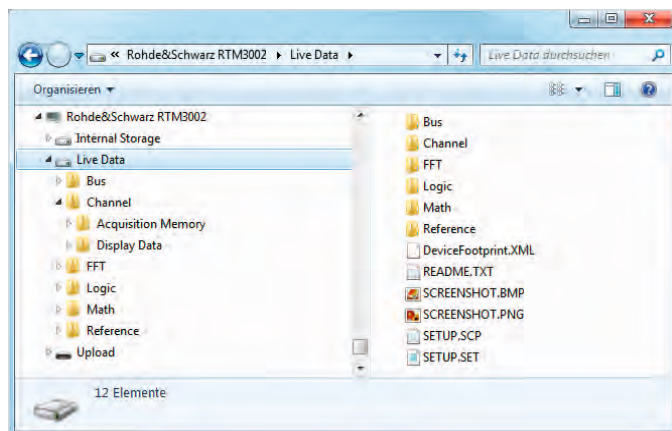 « Rohde&Schwarz RTM3002 Live Data
Live Data durchsuchen
Organisieren
Rohde&Schwarz RTM3002
Internal Storage
Live Data
Bus
Channel
Acquisition Memory
Display Data
FFT
Logic
Math
Reference
Upload
Bus
Channel
FFT
Logic
Math
Reference
DeviceFootprint.XML
README.TXT
SCREENSHOT.BMP
SCREENSHOT.PNG
SETUP.SCP
SETUP.SET
12 Elemente